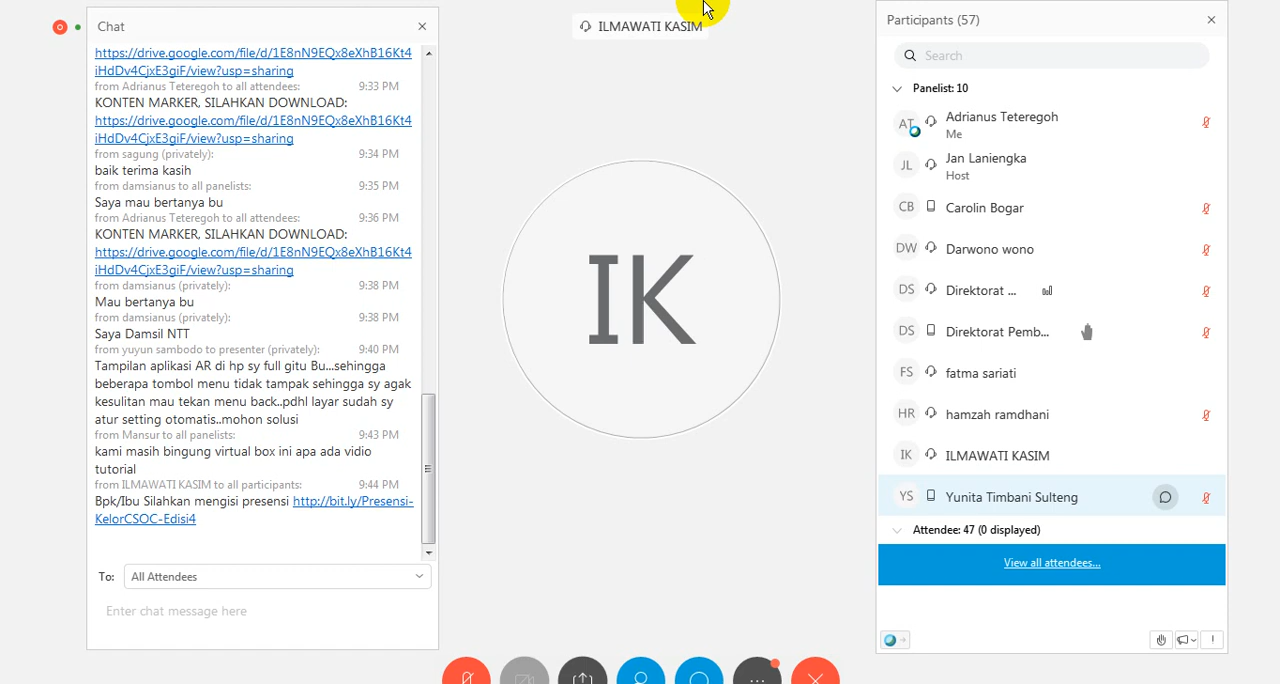 Chat
https://drive.google.com/file/d/1E8nN9EQx8eXhB16Kt4
iHdDv4CjxE3giF/view?usp=sharing
from Adrianus Teteregoh to all attendees: 9:33 PM
KONTEN MARKER, SILAHKAN DOWNLOAD:
https://drive.google.com/file/d/1E8nN9EQx8eXhB16Kt4
iHdDv4CjxE3giF/view?usp=sharing
from sagung (privately): 9:34 PM
baik terima kasih
from damsianus to all panelists: 9:35 PM
Saya mau bertanya bu
from Adrianus Teteregoh to all attendees: 9:36 PM
KONTEN MARKER, SILAHKAN DOWNLOAD:
https://drive.google.com/file/d/1E8nN9EQx8eXhB16Kt4
iHdDv4CjxE3giF/view?usp=sharing
from damsianus (privately): 9:38 PM
Mau bertanya bu
from damsianus (privately): 9:38 PM
Saya Damsil NTT
from yuyun sambodo to presenter (privately): 9:40 PM
Tampilan aplikasi AR di hp sy full gitu Bu...sehingga
beberapa tombol menu tidak tampak sehingga sy agak
kesulitan mau tekan menu back..pdhl layar sudah sy
atur setting otomatis..mohon solusi
from Mansur to all panelists: 9:43 PM
kami masih bingung virtual box ini apa ada vidio
tutorial
from ILMAWATI KASIM to all participants: 9:44 PM
Bpk/Ibu Silahkan mengisi presensi http://bit.ly/Presensi-
KelorCSOC-Edisi4
To: All Attendees
Enter chat message here
ILMAWATI KASIM
IK
Participants (57)
Search
Panelist: 10
AT Adrianus Teteregoh
Me
JL Jan Laniengka
Host
CB Carolin Bogar
DW Darwono wono
DS Direktorat ...
DS Direktorat Pemb...
FS fatma sariati
HR hamzah ramdhani
IK ILMAWATI KASIM
YS Yunita Timbani Sulteng
Attendee: 47 (0 displayed)
View all attendees...